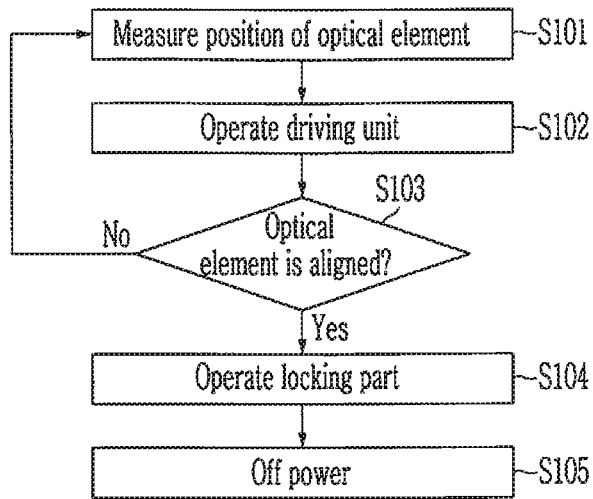 Measure position of optical element
S101
Operate driving unit
S102
S103
Optical
element is aligned?
No
Yes
Operate locking part
S104
Off power
S105